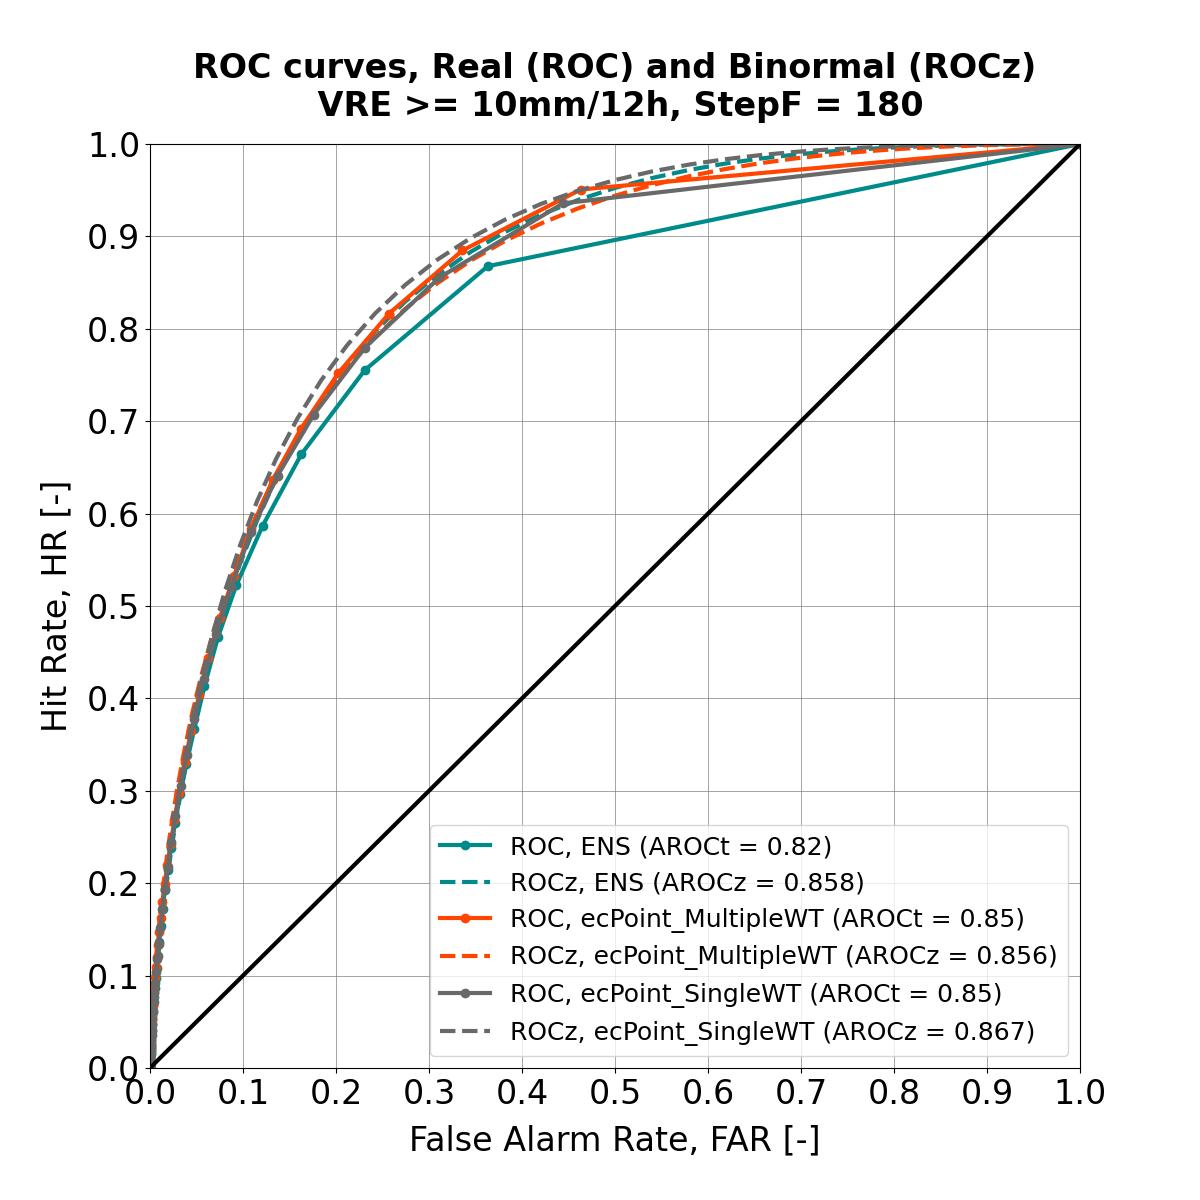 ROC curves, Real (ROC) and Binormal (ROCz)
VRE >= 10mm/12h, StepF = 180
1.0
0.9
0.8
0.7
0.6
0.5
0.4
0.3
0.2
0.1
0.0
Hit Rate, HR [-]
ROC, ENS (AROCt = 0.82)
ROCz, ENS (AROCz = 0.858)
ROC, ecPoint_MultipleWT (AROCt = 0.85)
ROCz, ecPoint_MultipleWT (AROCz = 0.856)
ROC, ecPoint_SingleWT (AROCt = 0.85)
ROCz, ecPoint_SingleWT (AROCz = 0.867)
0.0 0.1 0.2 0.3 0.4 0.5 0.6 0.7 0.8 0.9 1.0
False Alarm Rate, FAR [-]